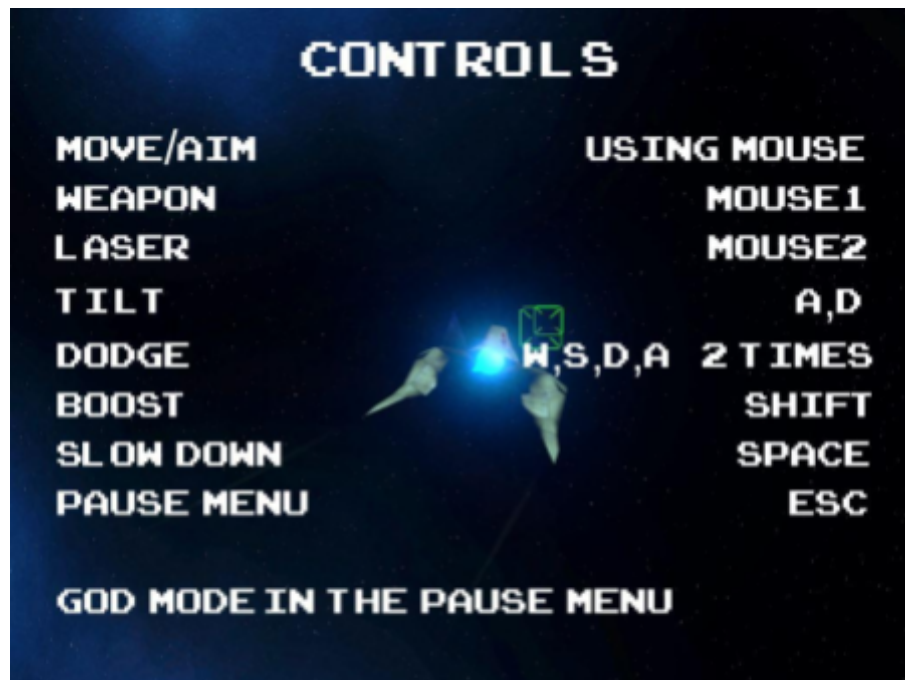 CONTROLS
MOVE/AIM USING MOUSE
WEAPON MOUSE1
LASER MOUSE2
TILT A,D
DODGE W,S,D,A 2 TIMES
BOOST SHIFT
SLOW DOWN SPACE
PAUSE MENU ESC
GOD MODE IN THE PAUSE MENU